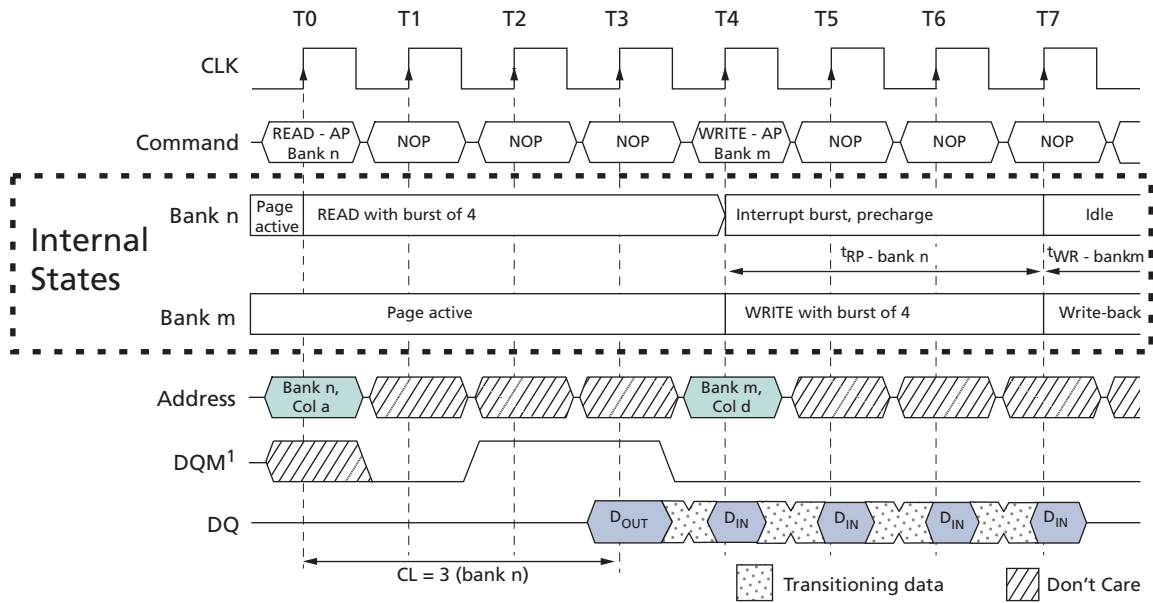 T0 T1 T2 T3 T4 T5 T6 T7
CLK
Command READ - AP Bank n NOP NOP NOP WRITE - AP Bank m NOP NOP NOP
Internal States
Bank n Page active READ with burst of 4 Interrupt burst, precharge Idle
tRP - bank n tWR - bankm
Bank m Page active WRITE with burst of 4 Write-back
Address Bank n, Col a Bank m, Col d
DQM1
DQ DOUT DIN DIN DIN DIN
CL = 3 (bank n)
Transitioning data Don't Care